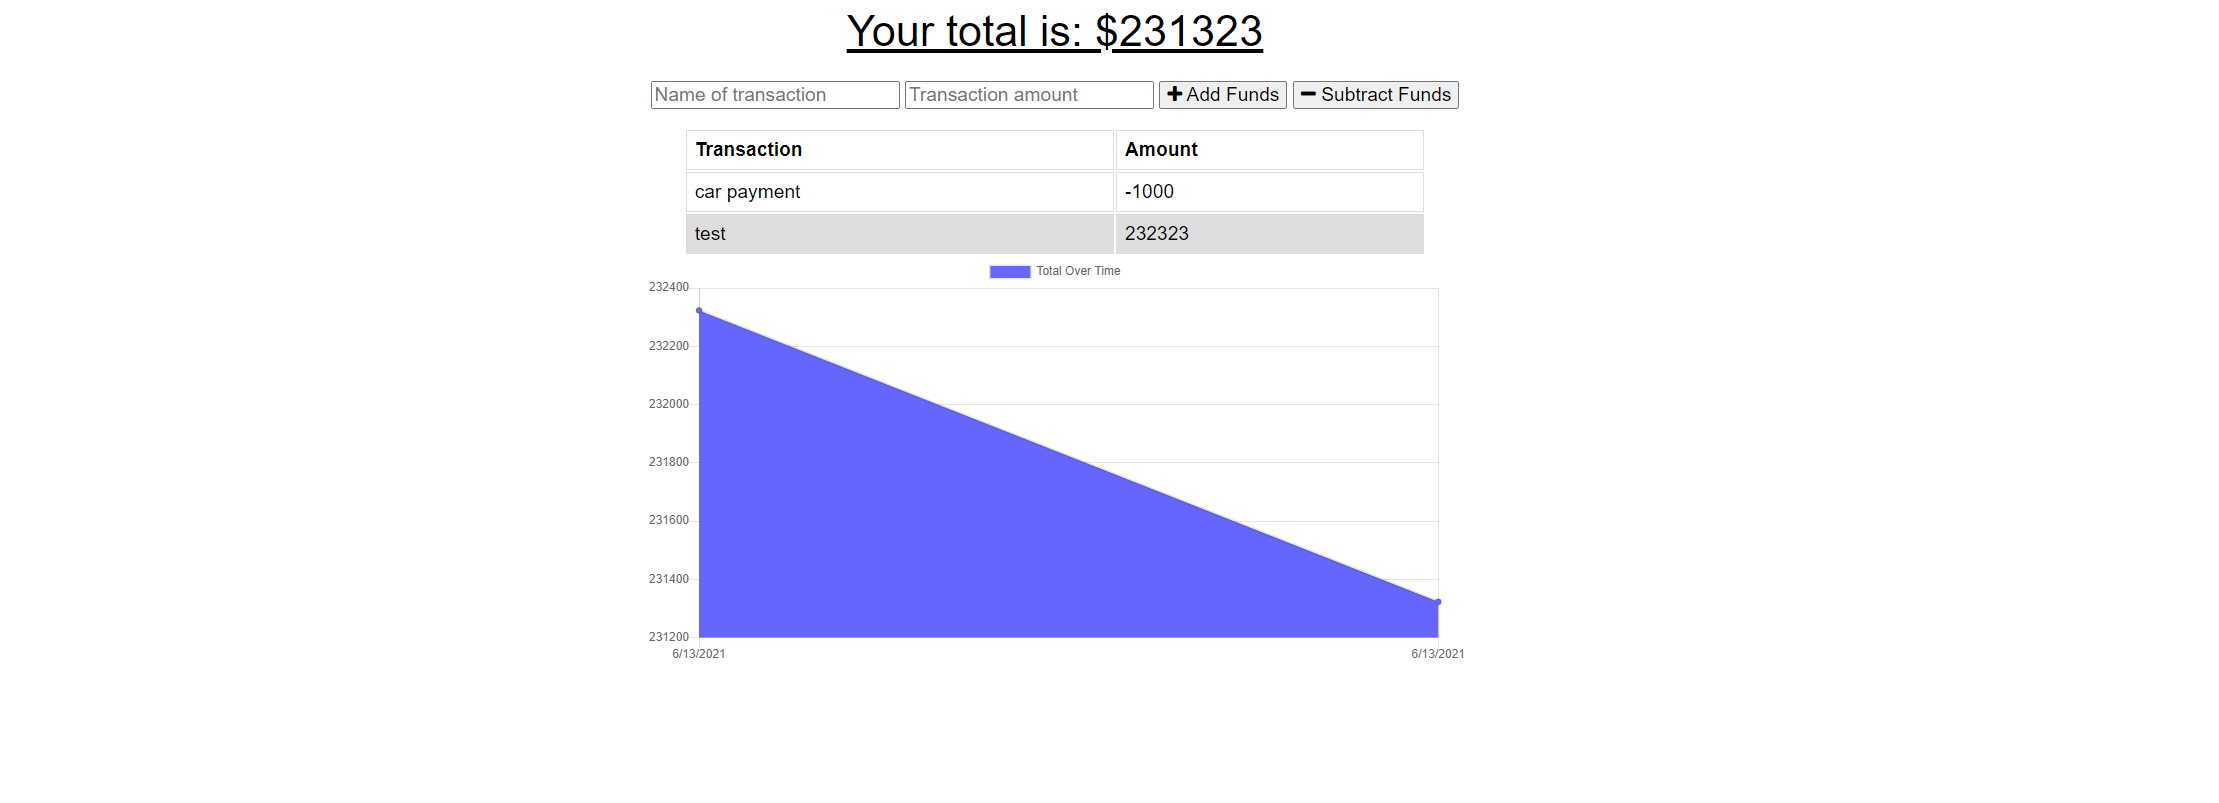 Your total is: $231323
Name of transaction Transaction amount Add Funds Subtract Funds
Transaction Amount
car payment -1000
test 232323
Total Over Time
232400
232200
232000
231800
231600
231400
231200
6/13/2021 6/13/2021